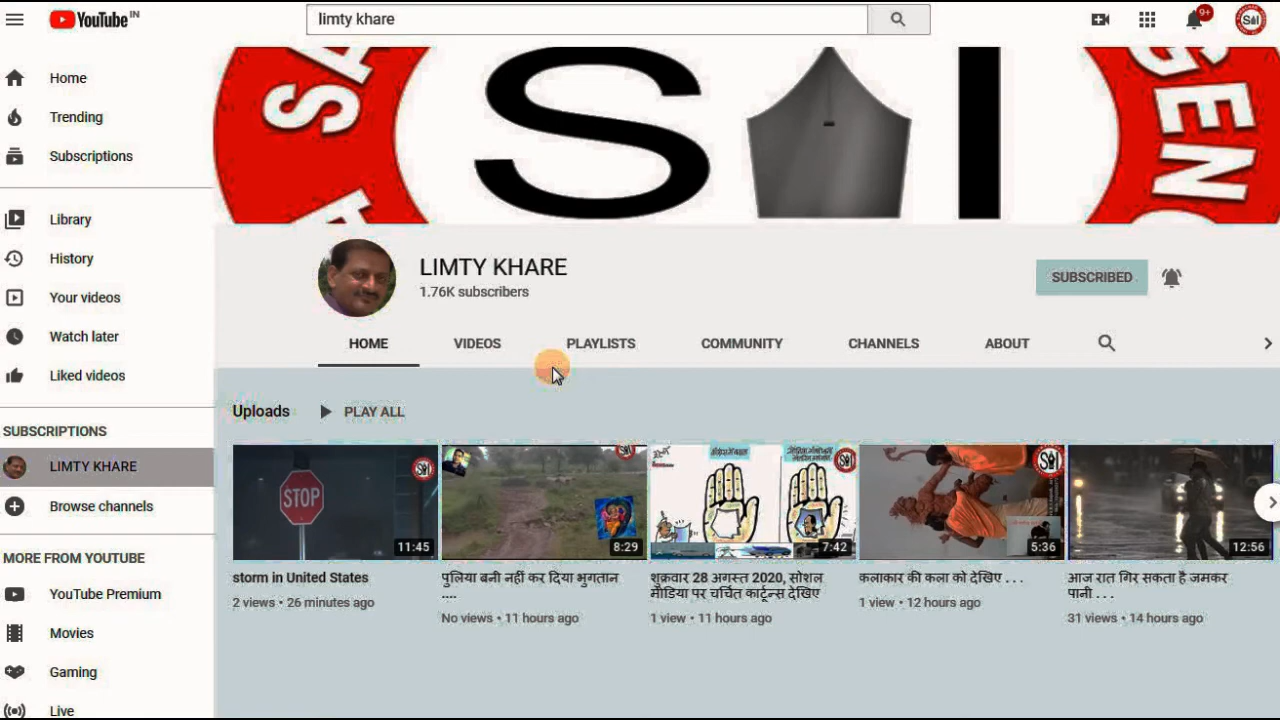 YouTube IN
limty khare
9+
SAI
Home
Trending
Subscriptions
Library
History
Your videos
Watch later
Liked videos
SUBSCRIPTIONS
LIMTY KHARE
Browse channels
MORE FROM YOUTUBE
YouTube Premium
Movies
Gaming
Live
SA
S I
GEN
LIMTY KHARE
1.76K subscribers
SUBSCRIBED
HOME VIDEOS PLAYLISTS COMMUNITY CHANNELS ABOUT
Uploads PLAY ALL
STOP
11:45
8:29
7:42
5:36
12:56
storm in United States
2 views • 26 minutes ago
पुलिया बनी नहीं कर दिया भुगतान
....
No views • 11 hours ago
शुक्रवार 28 अगस्त 2020, सोशल
मीडिया पर चर्चित कार्टून्स देखिए
1 view • 11 hours ago
कलाकार की कला को देखिए . . .
1 view • 12 hours ago
आज रात गिर सकता है जमकर
पानी . . .
31 views • 14 hours ago